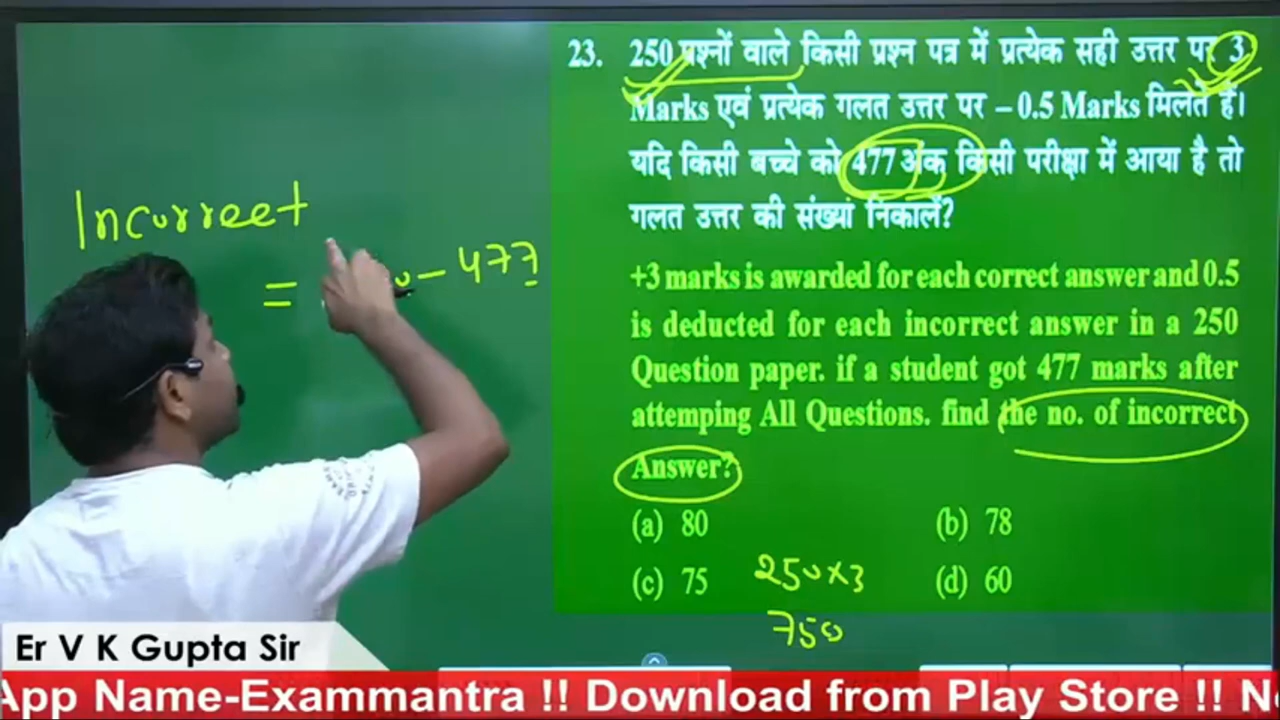 23. 250 प्रश्नों वाले किसी प्रश्न पत्र में प्रत्येक सही उत्तर पर 3
Marks एवं प्रत्येक गलत उत्तर पर – 0.5 Marks मिलते हैं।
यदि किसी बच्चे को 477 अंक किसी परीक्षा में आया है तो
गलत उत्तर की संख्या निकालें?
+3 marks is awarded for each correct answer and 0.5
is deducted for each incorrect answer in a 250
Question paper. if a student got 477 marks after
attemping All Questions. find the no. of incorrect
Answer?
(a) 80 (b) 78
(c) 75 (d) 60
250×3
750
Incorreet
= – 477
Er V K Gupta Sir
App Name-Exammantra !! Download from Play Store !!